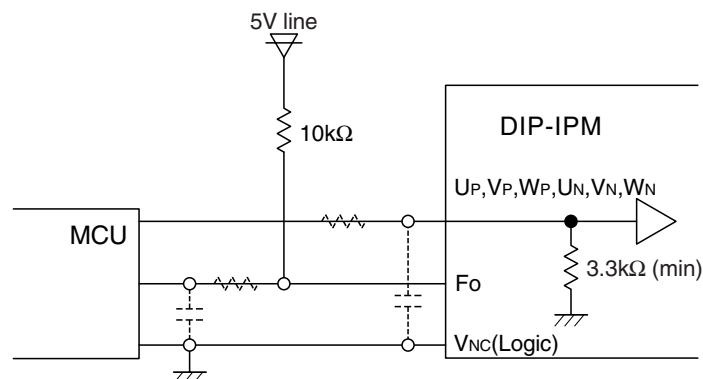 5V line
10kΩ
DIP-IPM
UP,VP,WP,UN,VN,WN
MCU
3.3kΩ (min)
Fo
VNC(Logic)